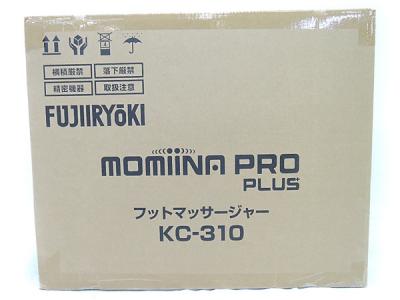 横積厳禁 落下厳禁
精密機器 取扱注意
FUJIIRYŌKI
MOMiiNA PRO
PLUS+
フットマッサージャー
KC-310